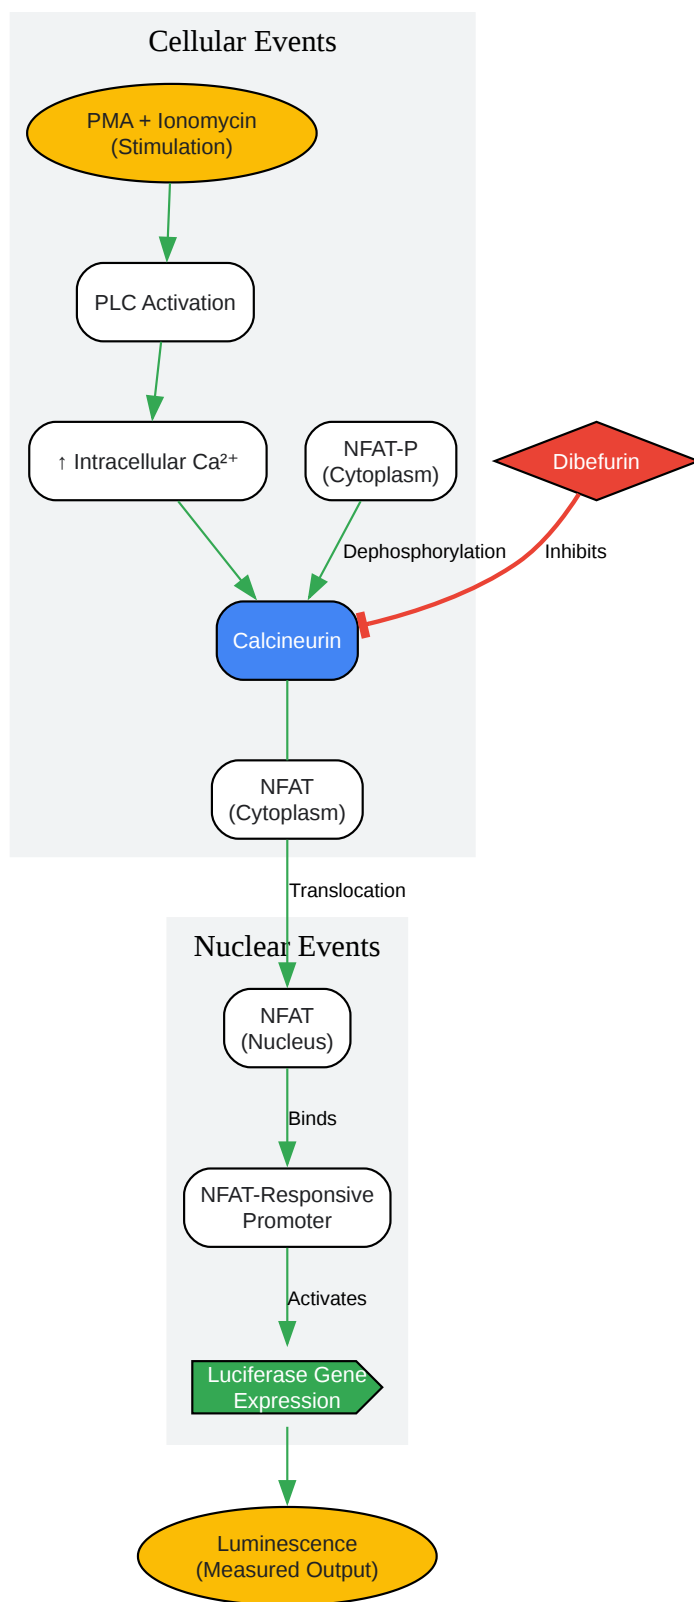 Cellular Events
PMA + Ionomycin
(Stimulation)
PLC Activation
↑ Intracellular Ca²⁺
NFAT-P
(Cytoplasm)
Dibefurin
Dephosphorylation
Inhibits
Calcineurin
NFAT
(Cytoplasm)
Translocation
Nuclear Events
NFAT
(Nucleus)
Binds
NFAT-Responsive
Promoter
Activates
Luciferase Gene
Expression
Luminescence
(Measured Output)